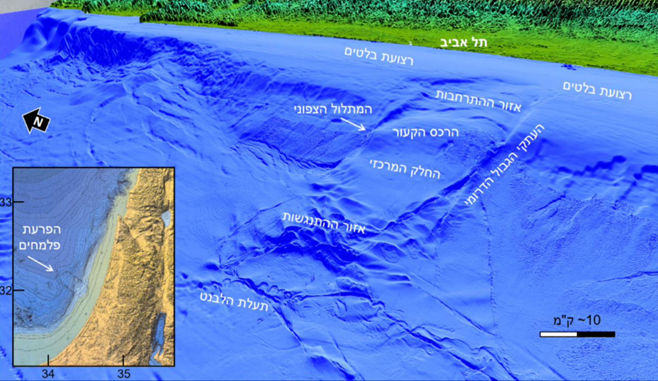 תל אביב
רצועת בלטים
רצועת בלטים
אזור ההתרחבות
המתלול הצפוני
הרכס הקעור
העתקי הגבול הדרומי
החלק המרכזי
אזור ההתנגשות
תעלת הלבנט
N
~10 ק"מ
הפרעת
פלמחים
33
32
34
35